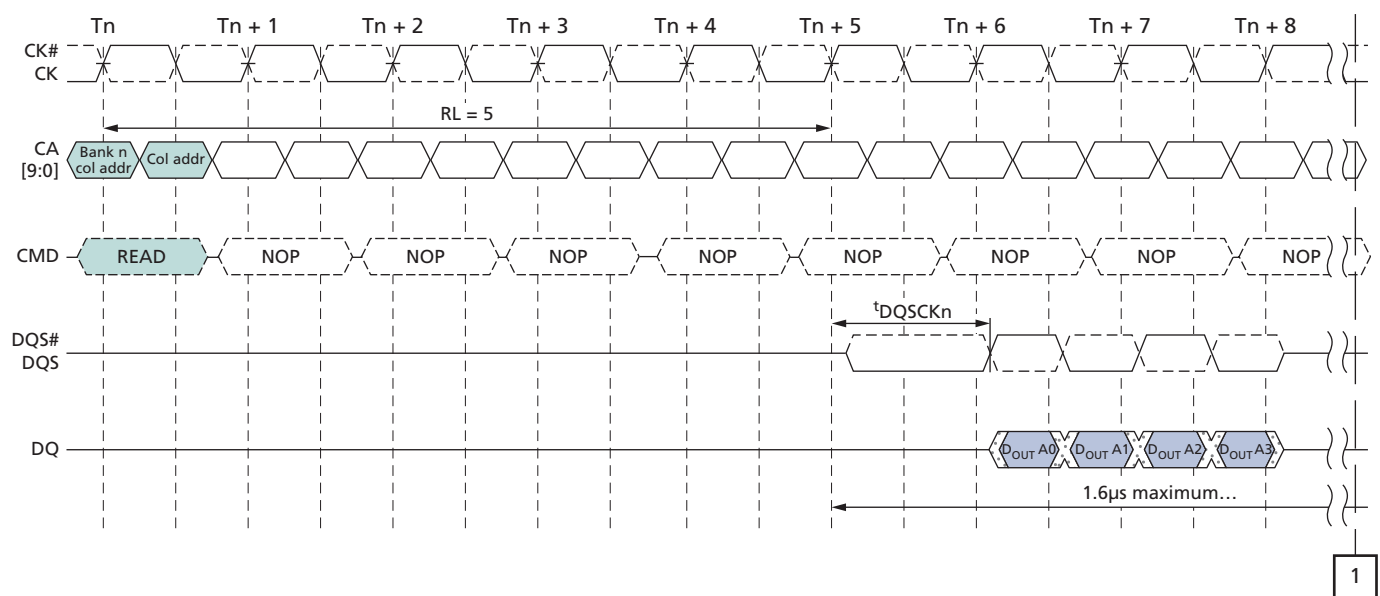 Tn Tn + 1 Tn + 2 Tn + 3 Tn + 4 Tn + 5 Tn + 6 Tn + 7 Tn + 8
CK#
CK
RL = 5
CA
[9:0]
Bank n
col addr
Col addr
CMD READ NOP NOP NOP NOP NOP NOP NOP NOP
tDQSCKn
DQS#
DQS
DQ DOUT A0 DOUT A1 DOUT A2 DOUT A3
1.6µs maximum…
1